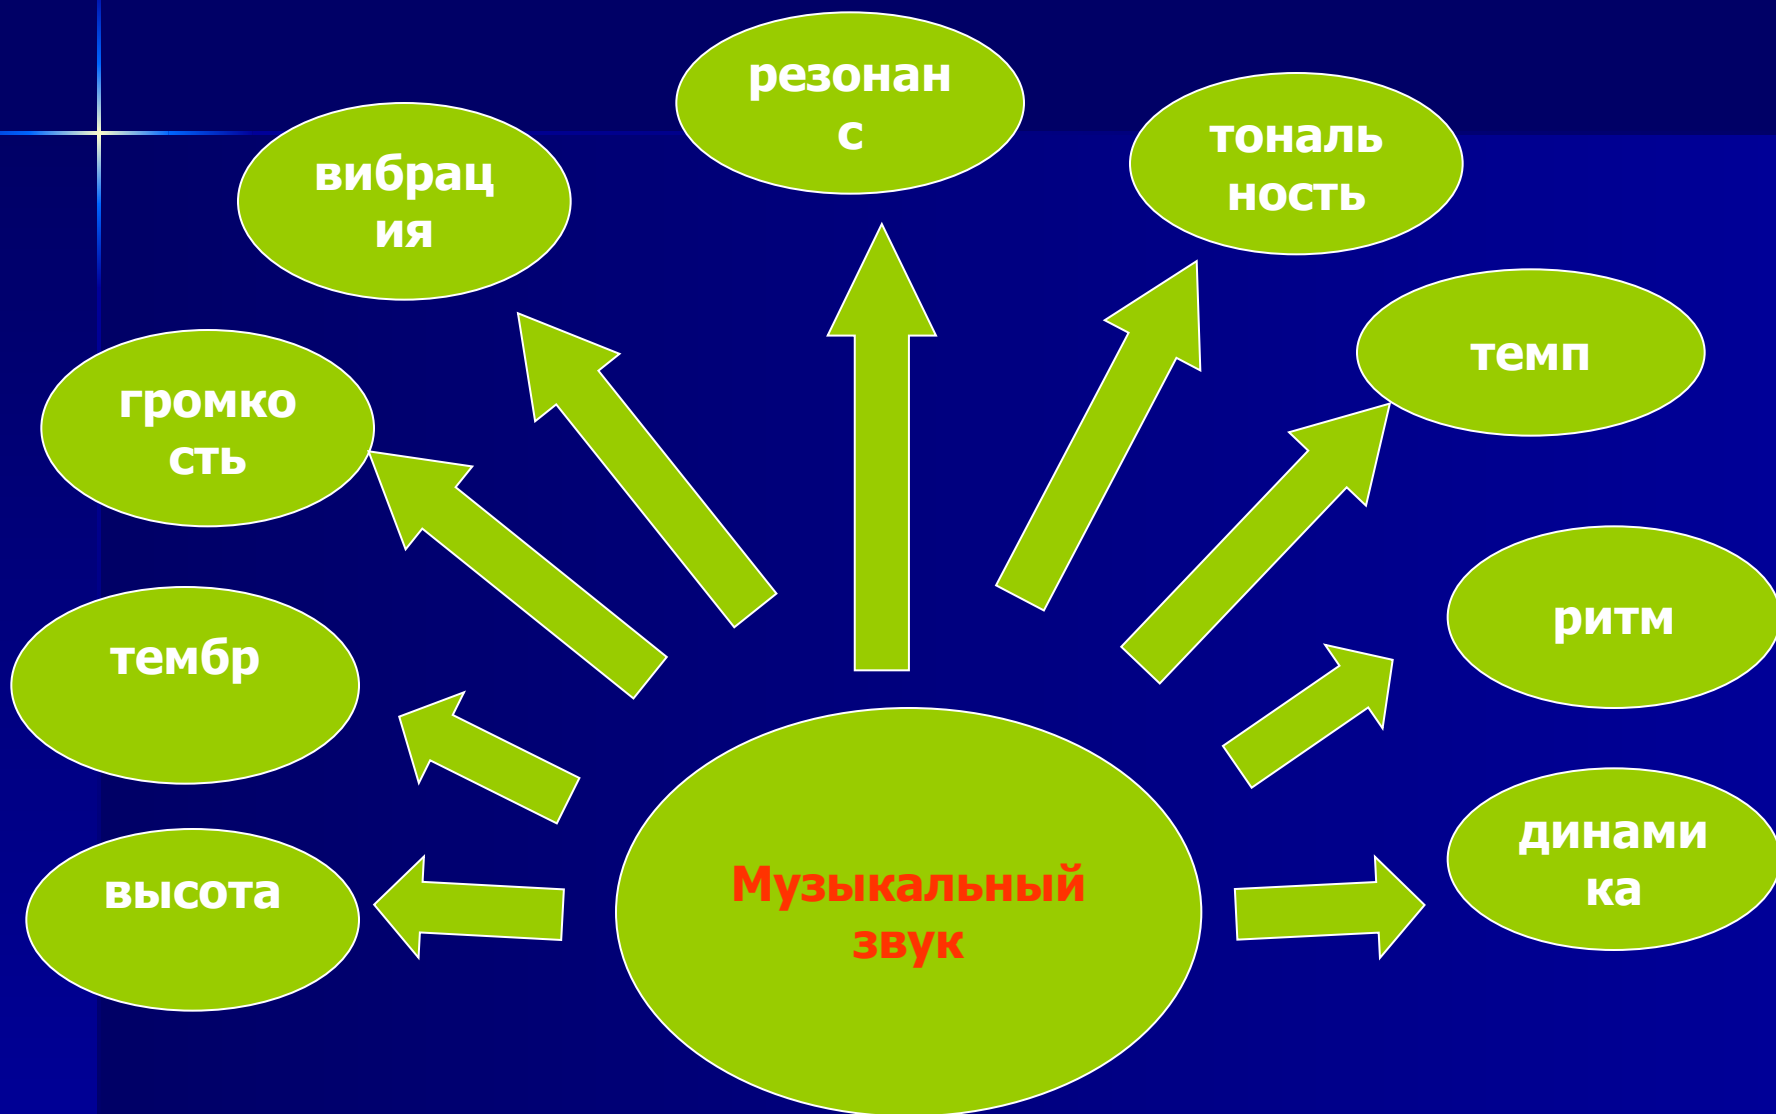 резонан
с
тональ
ность
вибрац
ия
темп
громко
сть
ритм
тембр
динами
ка
высота
Музыкальный
звук